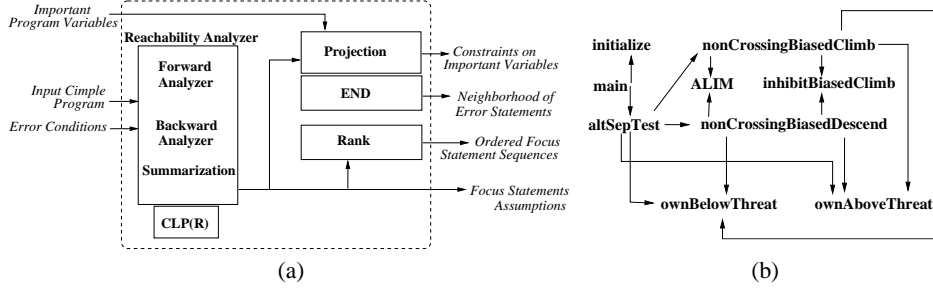 Important
Program Variables
Reachability Analyzer
Forward
Analyzer
Input Cimple
Program
Error Conditions
Backward
Analyzer
Summarization
CLP(R)
Projection
Constraints on
Important Variables
END
Neighborhood of
Error Statements
Rank
Ordered Focus
Statement Sequences
Focus Statements
Assumptions
(a)
initialize
nonCrossingBiasedClimb
main
ALIM
inhibitBiasedClimb
altSepTest
nonCrossingBiasedDescend
ownBelowThreat
ownAboveThreat
(b)